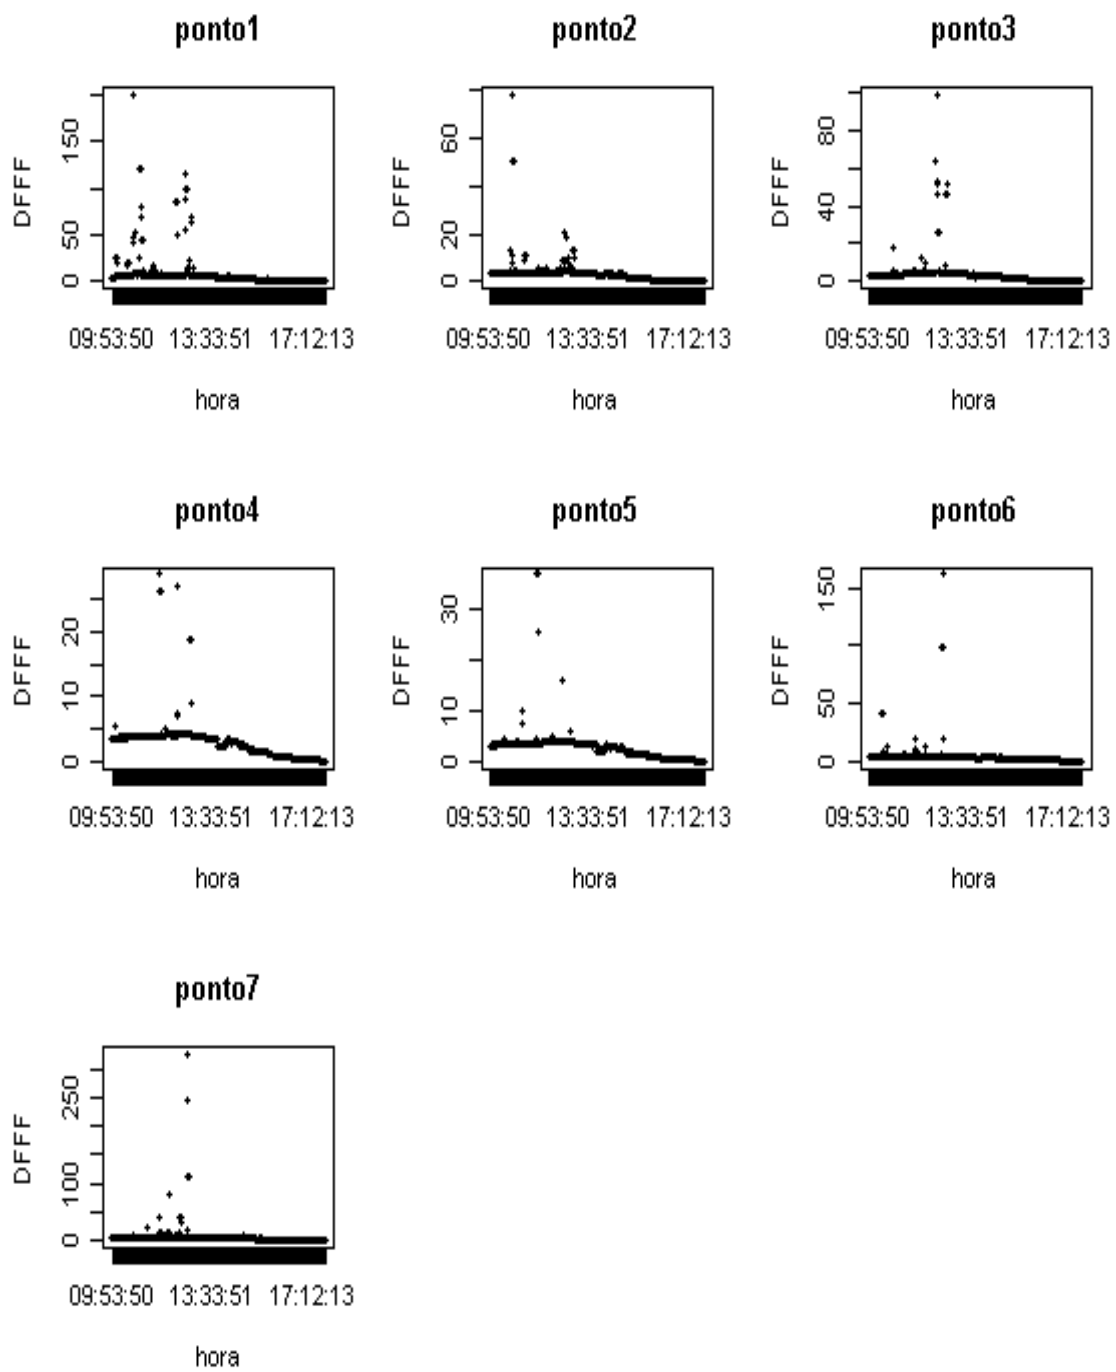 ponto1 ponto2 ponto3
DFFF 0 50 150
DFFF 0 20 60
DFFF 0 40 80
09:53:50 13:33:51 17:12:13 09:53:50 13:33:51 17:12:13 09:53:50 13:33:51 17:12:13
hora hora hora
ponto4 ponto5 ponto6
DFFF 0 10 20
DFFF 0 10 30
DFFF 0 50 150
09:53:50 13:33:51 17:12:13 09:53:50 13:33:51 17:12:13 09:53:50 13:33:51 17:12:13
hora hora hora
ponto7
DFFF 0 100 250
09:53:50 13:33:51 17:12:13
hora